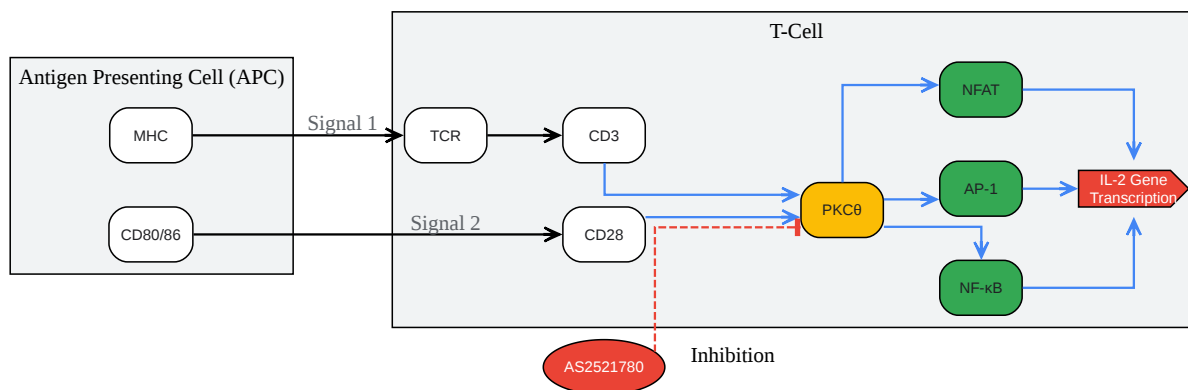 T-Cell
Antigen Presenting Cell (APC)
NFAT
MHC
Signal 1
TCR
CD3
AP-1
IL-2 Gene
Transcription
PKCθ
CD80/86
Signal 2
CD28
NF-κB
AS2521780
Inhibition